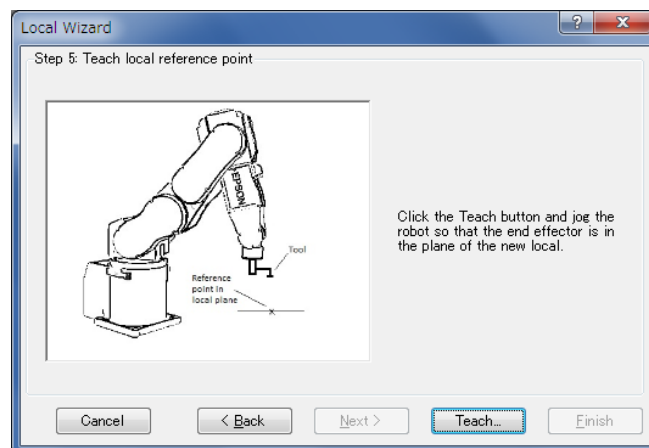 Local Wizard
?
X
Step 5: Teach local reference point
EPSON
Tool
Reference
point in
local plane
x
Click the Teach button and jog the
robot so that the end effector is in
the plane of the new local.
Cancel
< Back
Next >
Teach...
Finish